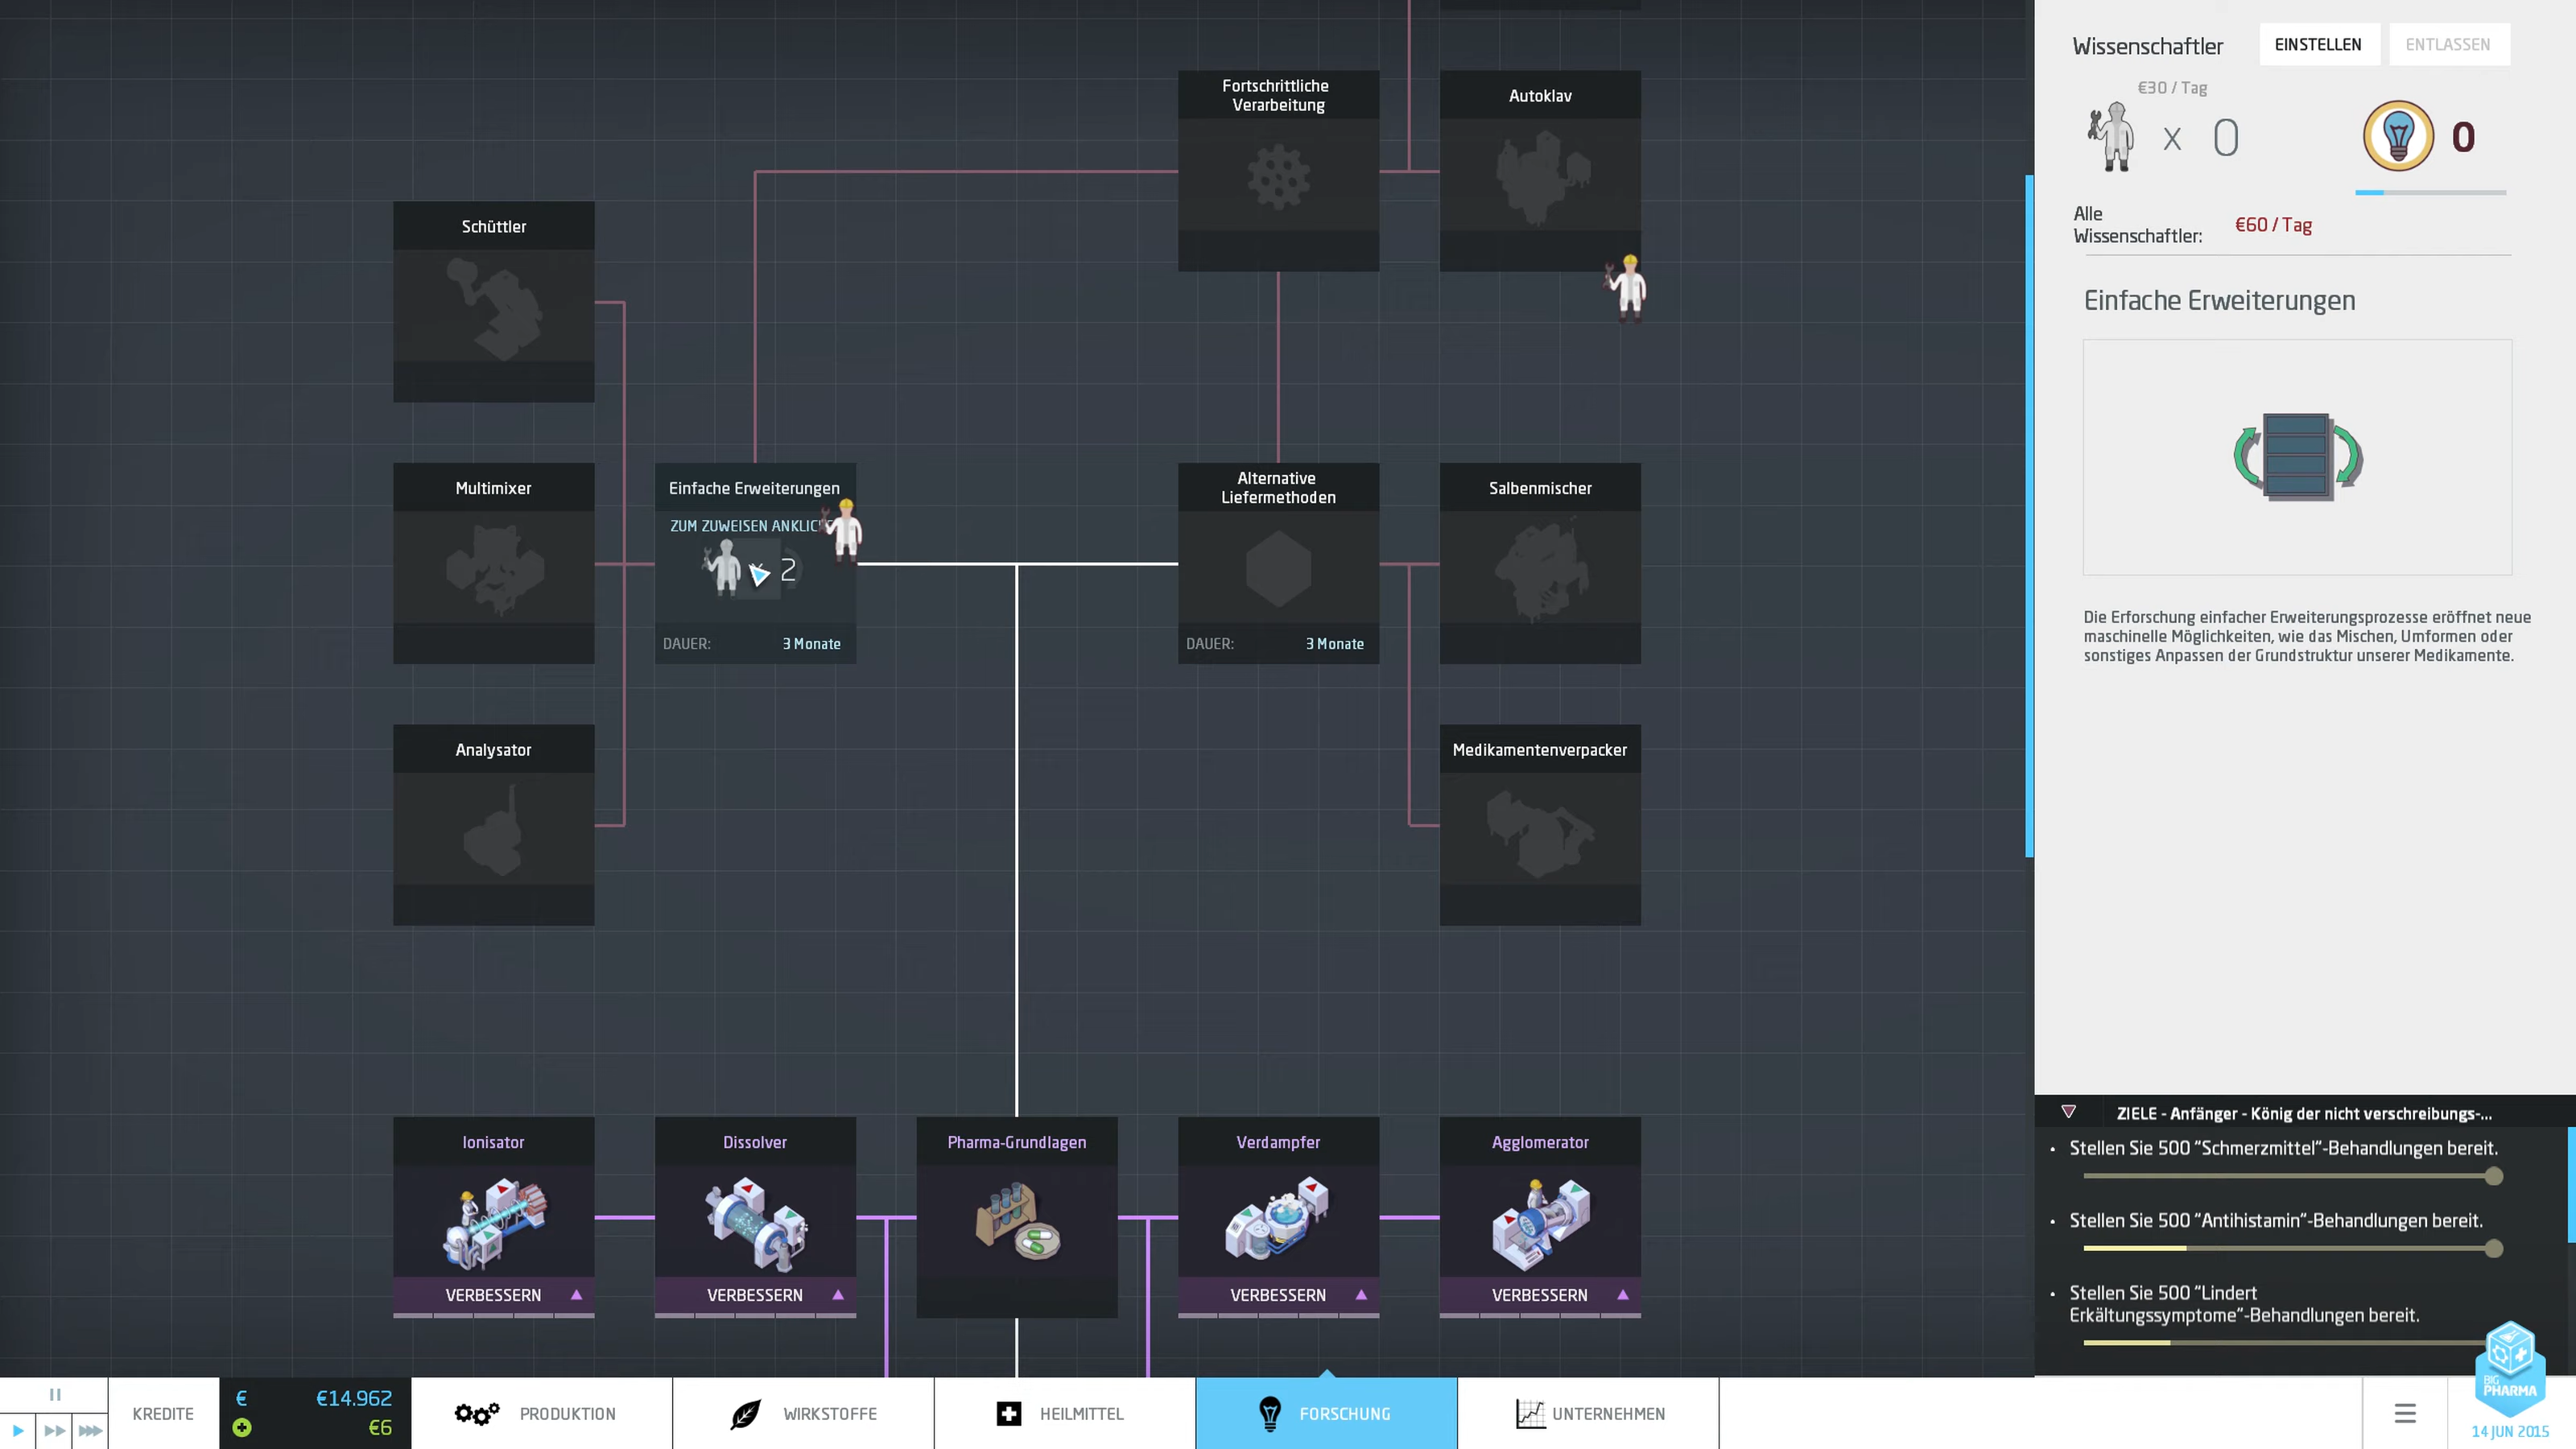 Wissenschaftler
EINSTELLEN
ENTLASSEN
€30 / Tag
X 0
0
Alle
Wissenschaftler:
€60 / Tag
Einfache Erweiterungen
Die Erforschung einfacher Erweiterungsprozesse eröffnet neue
maschinelle Möglichkeiten, wie das Mischen, Umformen oder
sonstiges Anpassen der Grundstruktur unserer Medikamente.
Fortschrittliche
Verarbeitung
Autoklav
Schüttler
Multimixer
Einfache Erweiterungen
ZUM ZUWEISEN
2
DAUER: 3 Monate
Alternative
Liefermethoden
DAUER: 3 Monate
Salbenmischer
Analysator
Medikamentenverpacker
Ionisator
VERBESSERN
Dissolver
VERBESSERN
Pharma-Grundlagen
Verdampfer
VERBESSERN
Agglomerator
VERBESSERN
ZIELE - Anfänger - König der nicht verschreibungs-...
• Stellen Sie 500 "Schmerzmittel"-Behandlungen bereit.
• Stellen Sie 500 "Antihistamin"-Behandlungen bereit.
• Stellen Sie 500 "Lindert
Erkältungssymptome"-Behandlungen bereit.
KREDITE
€ €14.962
€6
PRODUKTION
WIRKSTOFFE
HEILMITTEL
FORSCHUNG
UNTERNEHMEN
BIG
PHARMA
14 JUN 2015